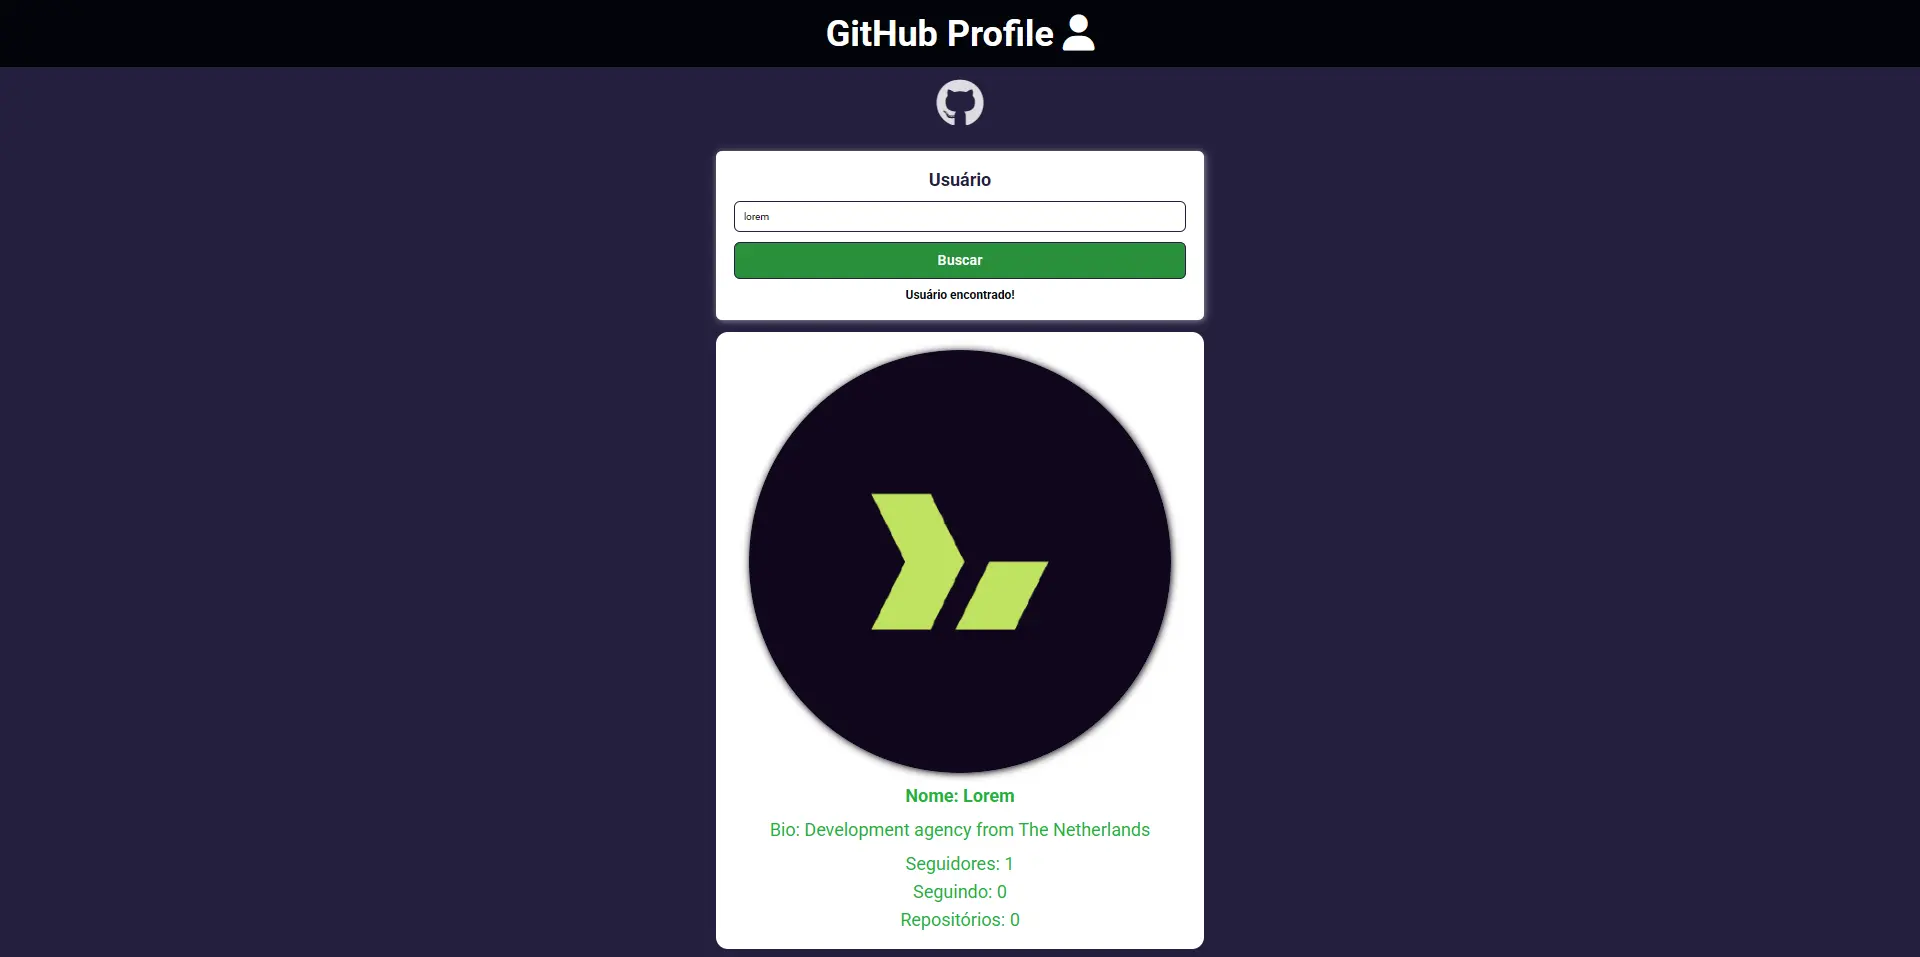 GitHub Profile
Usuário
lorem
Buscar
Usuário encontrado!
Nome: Lorem
Bio: Development agency from The Netherlands
Seguidores: 1
Seguindo: 0
Repositórios: 0